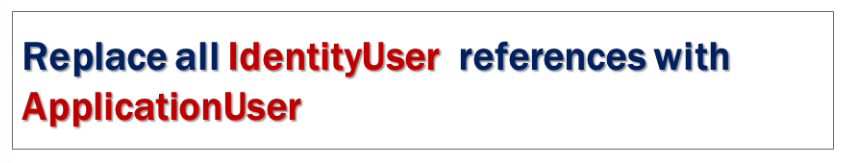 Replace all IdentityUser references with
ApplicationUser